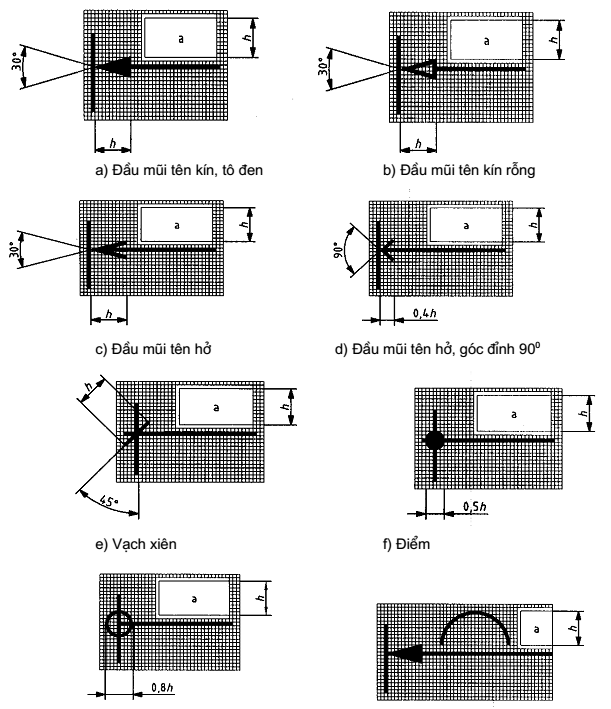 a
h
30°
h
a) Đầu mũi tên kín, tô đen
a
h
30°
h
b) Đầu mũi tên kín rỗng
a
h
30°
h
c) Đầu mũi tên hở
a
h
90°
0,4h
d) Đầu mũi tên hở, góc đỉnh 90⁰
h
a
h
45°
e) Vạch xiên
a
h
0,5h
f) Điểm
a
h
0,8h
a
h